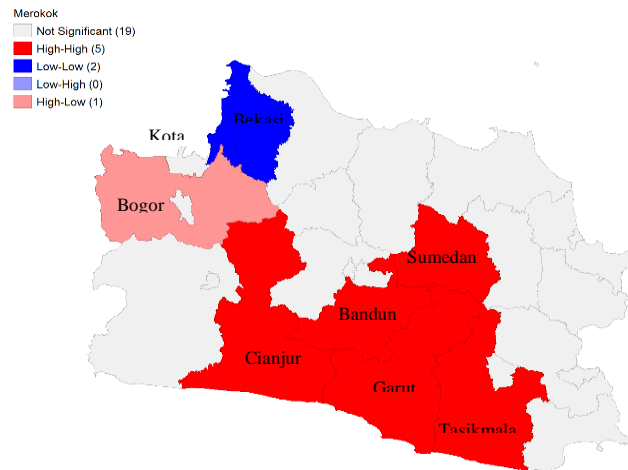 Merokok
Not Significant (19)
High-High (5)
Low-Low (2)
Low-High (0)
High-Low (1)
Bekasi
Kota
Bogor
Sumedan
Bandun
Cianjur
Garut
Tasikmala